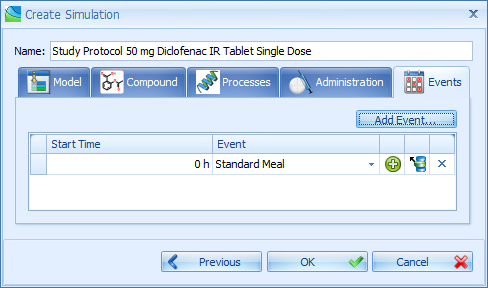 Create Simulation
Name: Study Protocol 50 mg Diclofenac IR Tablet Single Dose
Model Compound Processes Administration Events
Add Event...
Start Time Event
0 h Standard Meal
Previous OK Cancel